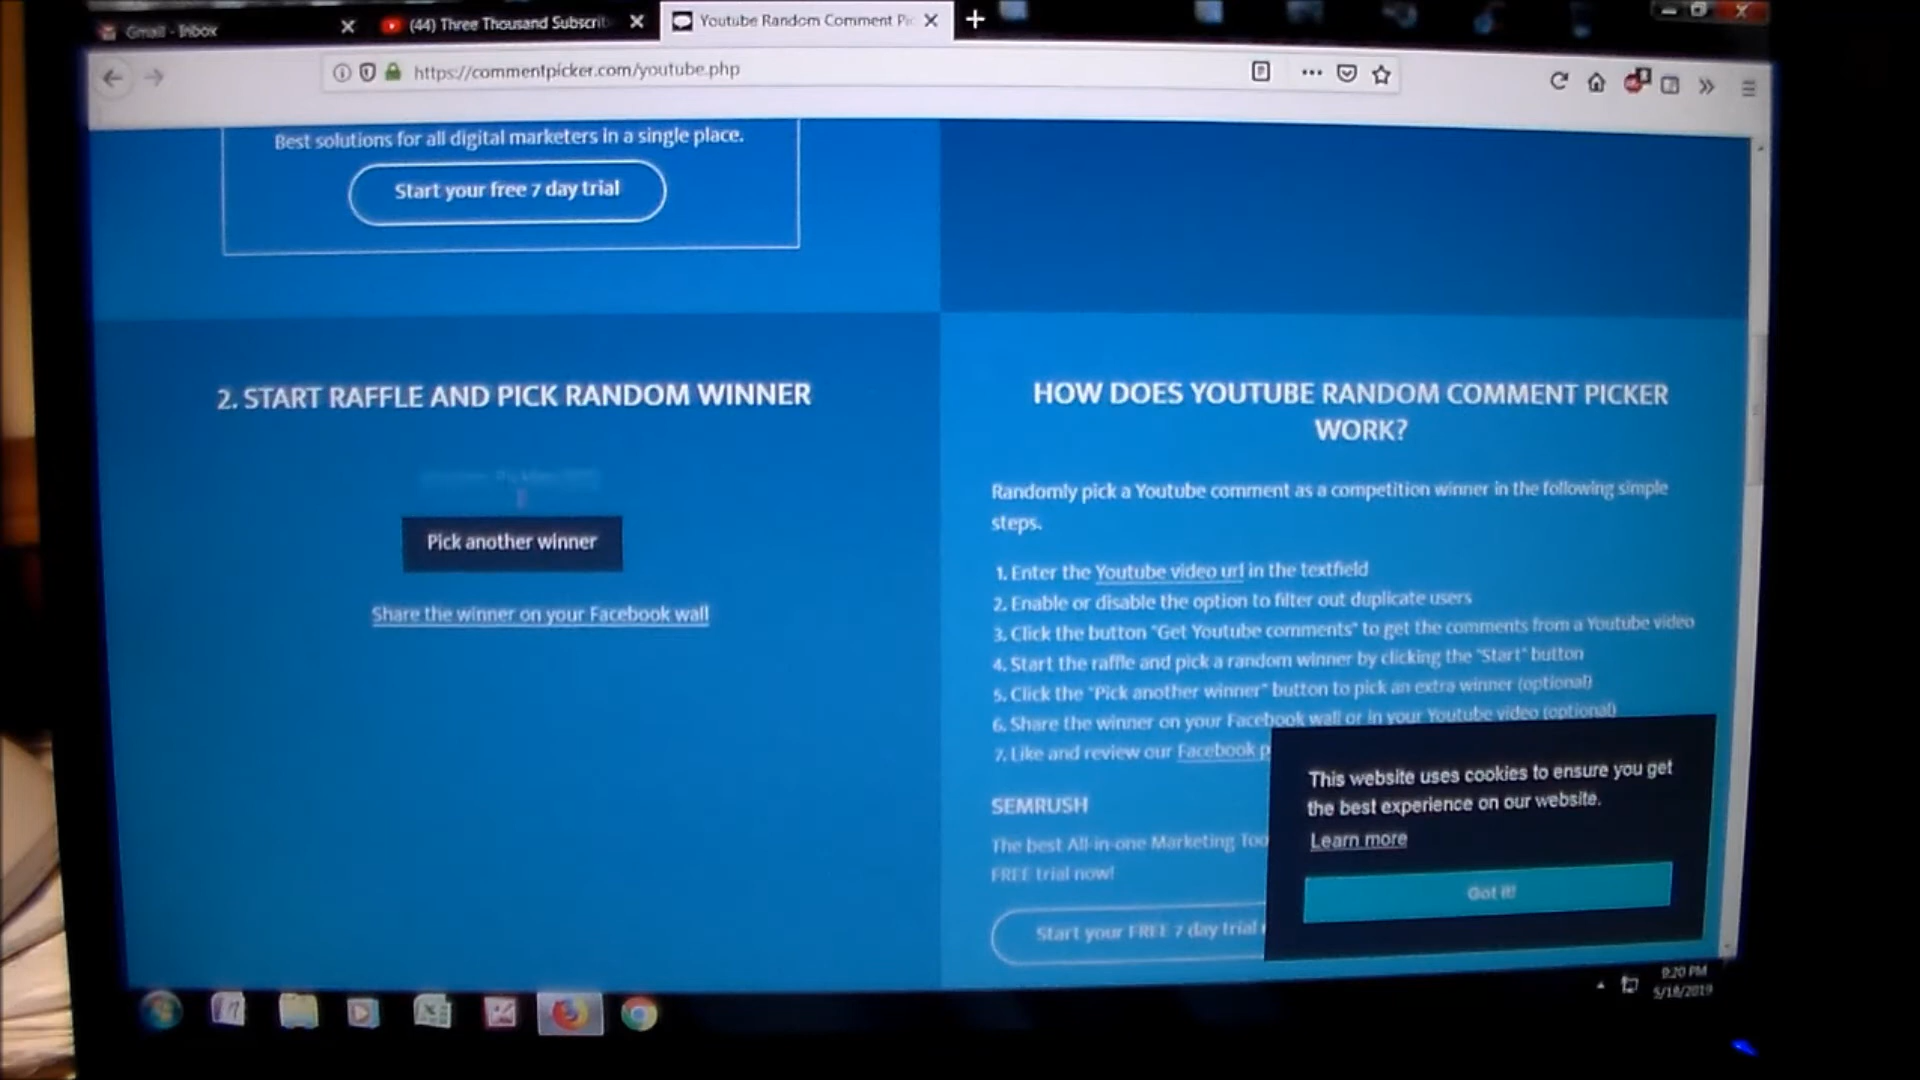 Gmail - Inbox
(44) Three Thousand Subscrib
Youtube Random Comment Pi
https://commentpicker.com/youtube.php
Best solutions for all digital marketers in a single place.
Start your free 7 day trial
2. START RAFFLE AND PICK RANDOM WINNER
Pick another winner
Share the winner on your Facebook wall
HOW DOES YOUTUBE RANDOM COMMENT PICKER
WORK?
Randomly pick a Youtube comment as a competition winner in the following simple
steps.
1. Enter the Youtube video url in the textfield
2. Enable or disable the option to filter out duplicate users
3. Click the button "Get Youtube comments" to get the comments from a Youtube video
4. Start the raffle and pick a random winner by clicking the "Start" button
5. Click the "Pick another winner" button to pick an extra winner (optional)
6. Share the winner on your Facebook wall or in your Youtube video (optional)
7. Like and review our Facebook p
SEMRUSH
The best All-in-one Marketing Too
FREE trial now!
Start your FREE 7 day trial
This website uses cookies to ensure you get
the best experience on our website.
Learn more
Got it!
9:20 PM
5/18/2019